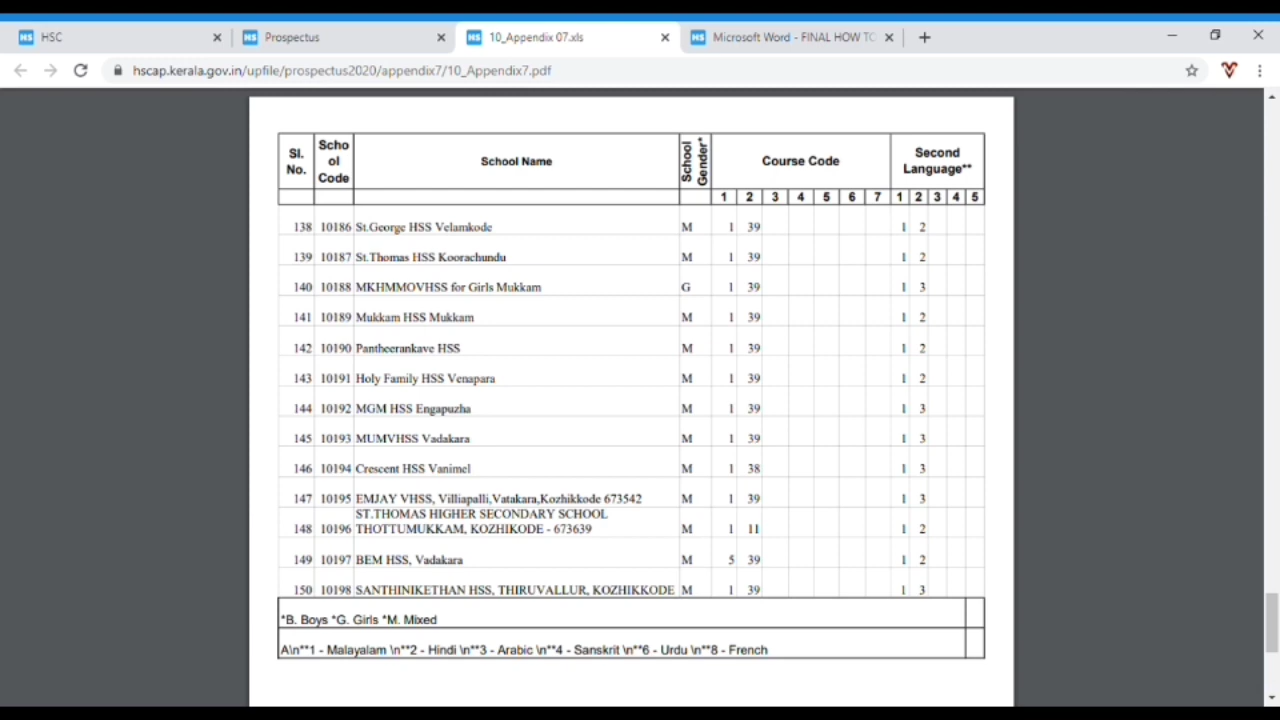 HSC
Prospectus
10_Appendix 07.xls
Microsoft Word - FINAL HOW TO
hscap.kerala.gov.in/upfile/prospectus2020/appendix7/10_Appendix7.pdf
Sl. No. School Code School Name School Gender* Course Code Second Language**
1 2 3 4 5 6 7 1 2 3 4 5
138 10186 St.George HSS Velamkode M 1 39 1 2
139 10187 St.Thomas HSS Koorachundu M 1 39 1 2
140 10188 MKHMMOVHSS for Girls Mukkam G 1 39 1 3
141 10189 Mukkam HSS Mukkam M 1 39 1 2
142 10190 Pantheerankave HSS M 1 39 1 2
143 10191 Holy Family HSS Venapara M 1 39 1 2
144 10192 MGM HSS Engapuzha M 1 39 1 3
145 10193 MUMVHSS Vadakara M 1 39 1 3
146 10194 Crescent HSS Vanimel M 1 38 1 3
147 10195 EMJAY VHSS, Villiapalli,Vatakara,Kozhikkode 673542 M 1 39 1 3
ST.THOMAS HIGHER SECONDARY SCHOOL
148 10196 THOTTUMUKKAM, KOZHIKODE - 673639 M 1 11 1 2
149 10197 BEM HSS, Vadakara M 5 39 1 2
150 10198 SANTHINIKETHAN HSS, THIRUVALLUR, KOZHIKKODE M 1 39 1 3
*B. Boys *G. Girls *M. Mixed
A\n**1 - Malayalam \n**2 - Hindi \n**3 - Arabic \n**4 - Sanskrit \n**6 - Urdu \n**8 - French